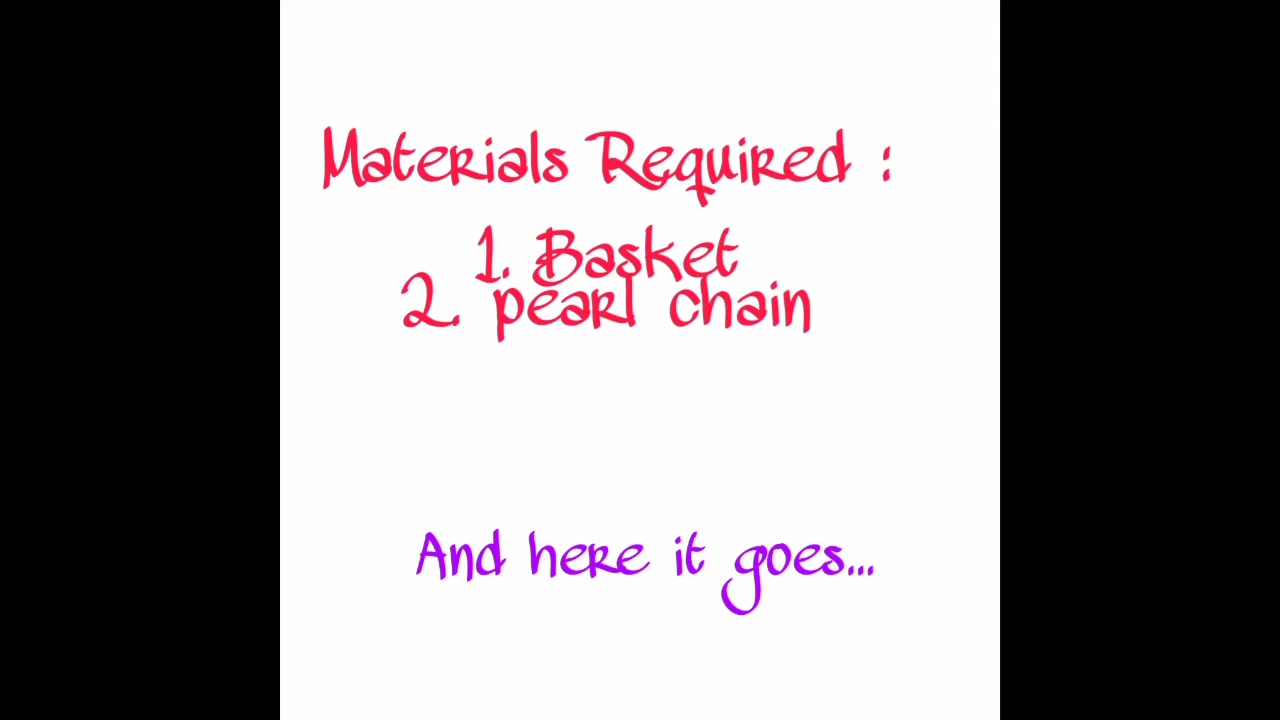 Materials Required :
1. Basket
2. pearl chain
And here it goes...